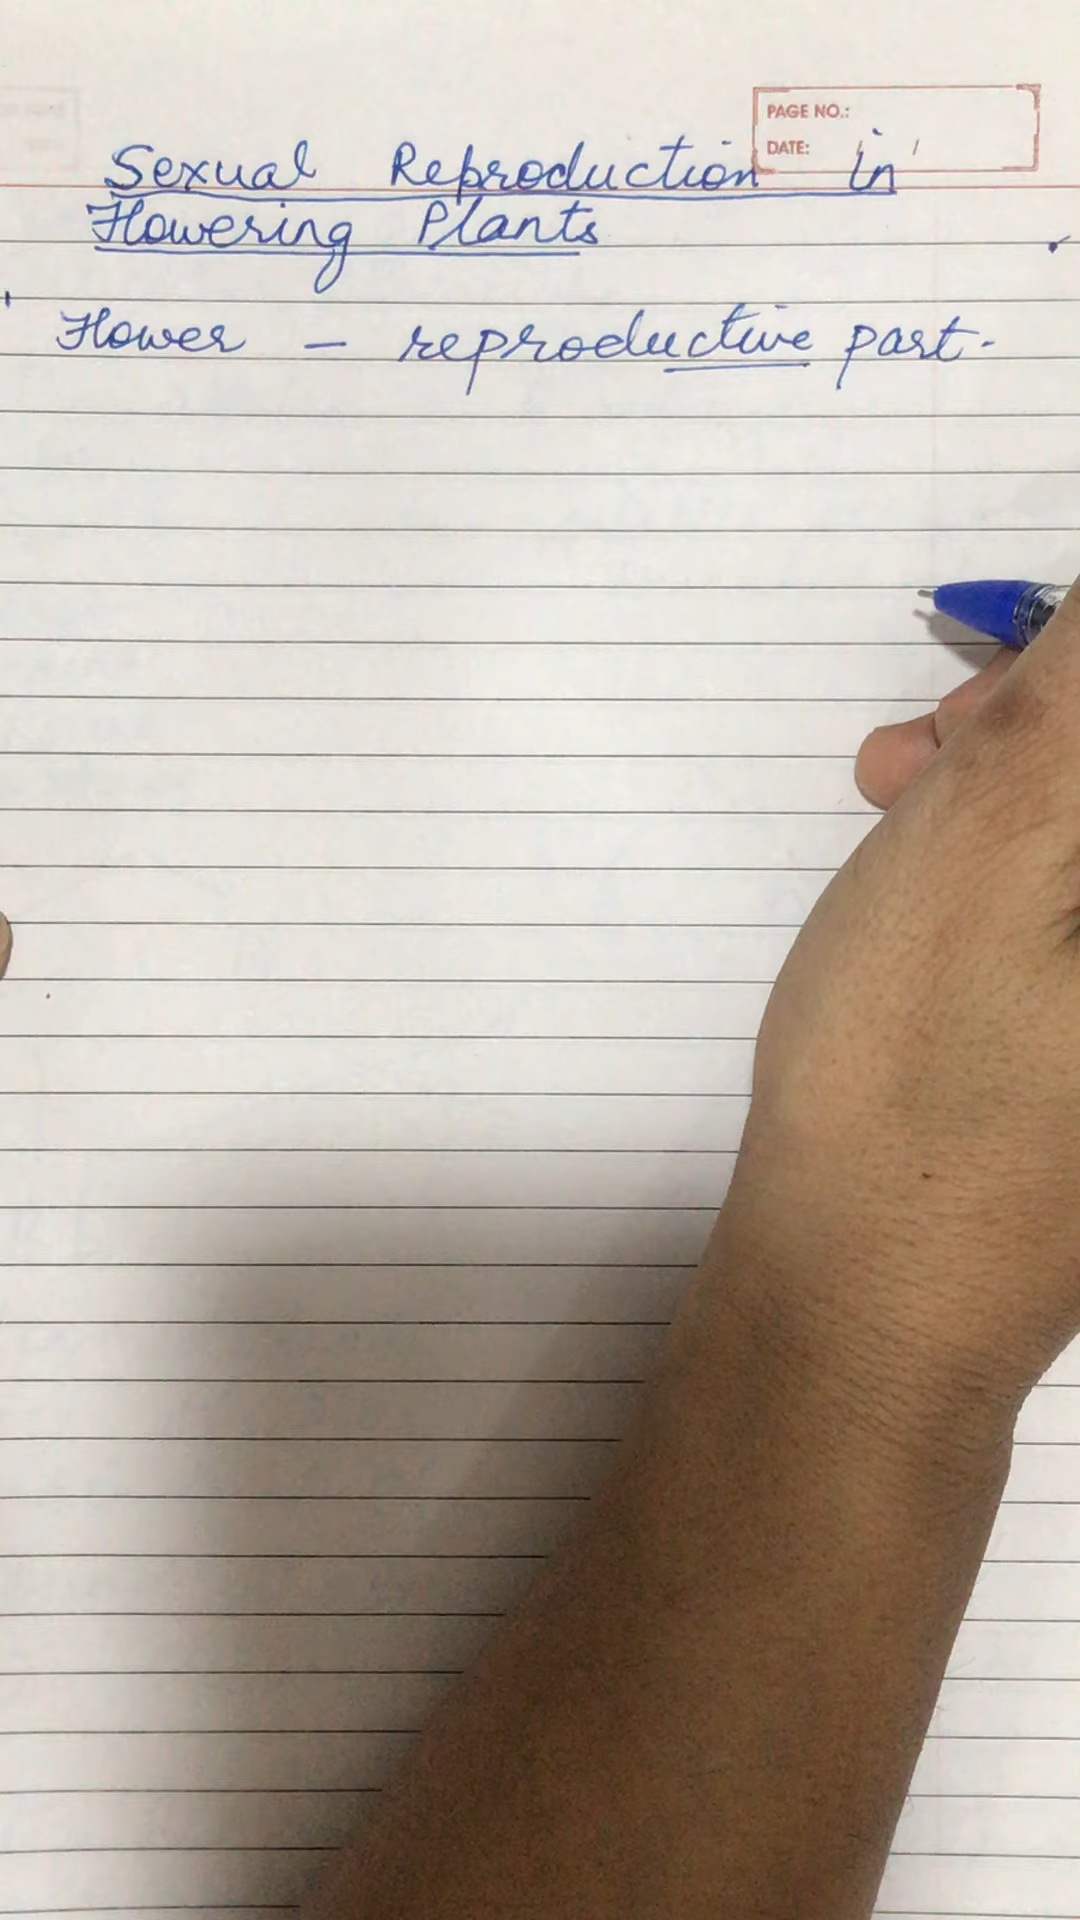 PAGE NO.:
DATE: / /
Sexual Reproduction in
Flowering Plants
Flower - reproductive part.